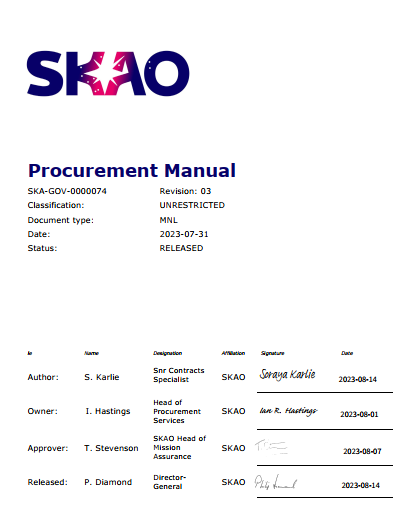 SKAO
Procurement Manual
SKA-GOV-0000074 Revision: 03
Classification: UNRESTRICTED
Document type: MNL
Date: 2023-07-31
Status: RELEASED
Name Designation Affiliation Signature Date
Author: S. Karlie Snr Contracts Specialist SKAO Soraya Karlie 2023-08-14
Owner: I. Hastings Head of Procurement Services SKAO Ian R. Hastings 2023-08-01
Approver: T. Stevenson SKAO Head of Mission Assurance SKAO 2023-08-07
Released: P. Diamond Director-General SKAO 2023-08-14